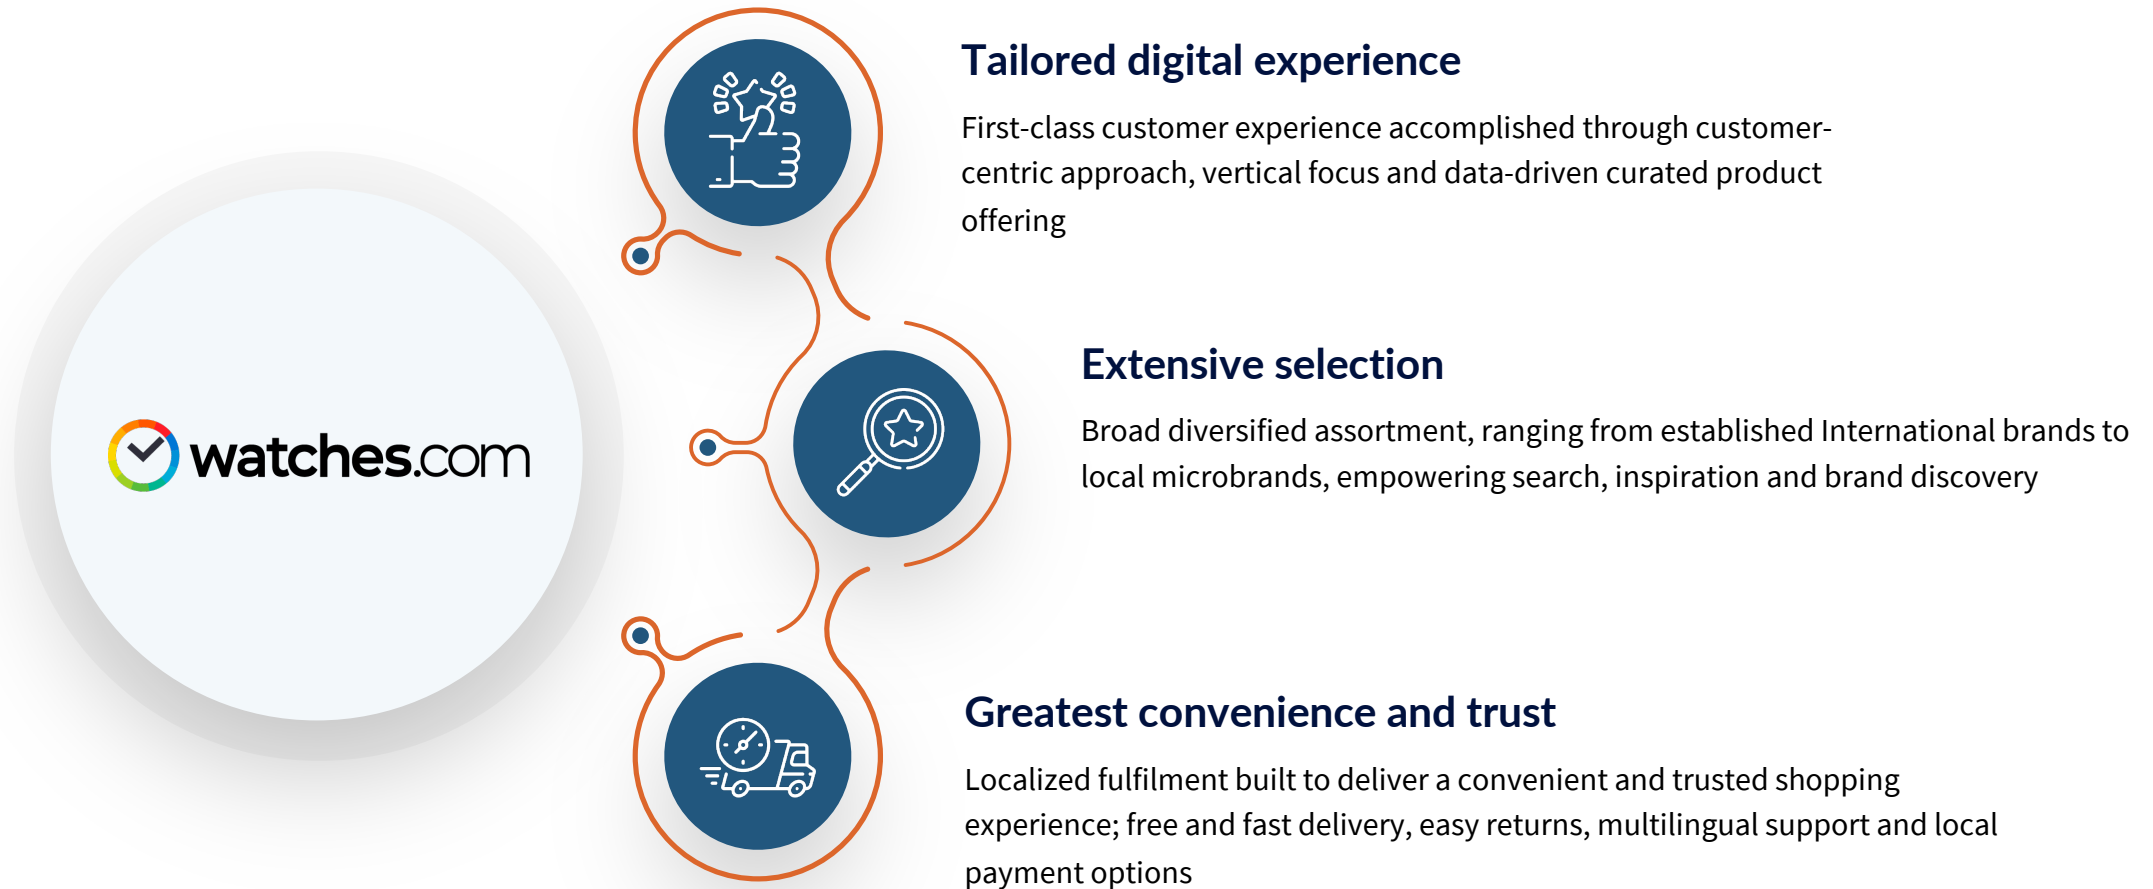 watches.com
Tailored digital experience
First-class customer experience accomplished through customer-
centric approach, vertical focus and data-driven curated product
offering
Extensive selection
Broad diversified assortment, ranging from established International brands to
local microbrands, empowering search, inspiration and brand discovery
Greatest convenience and trust
Localized fulfilment built to deliver a convenient and trusted shopping
experience; free and fast delivery, easy returns, multilingual support and local
payment options